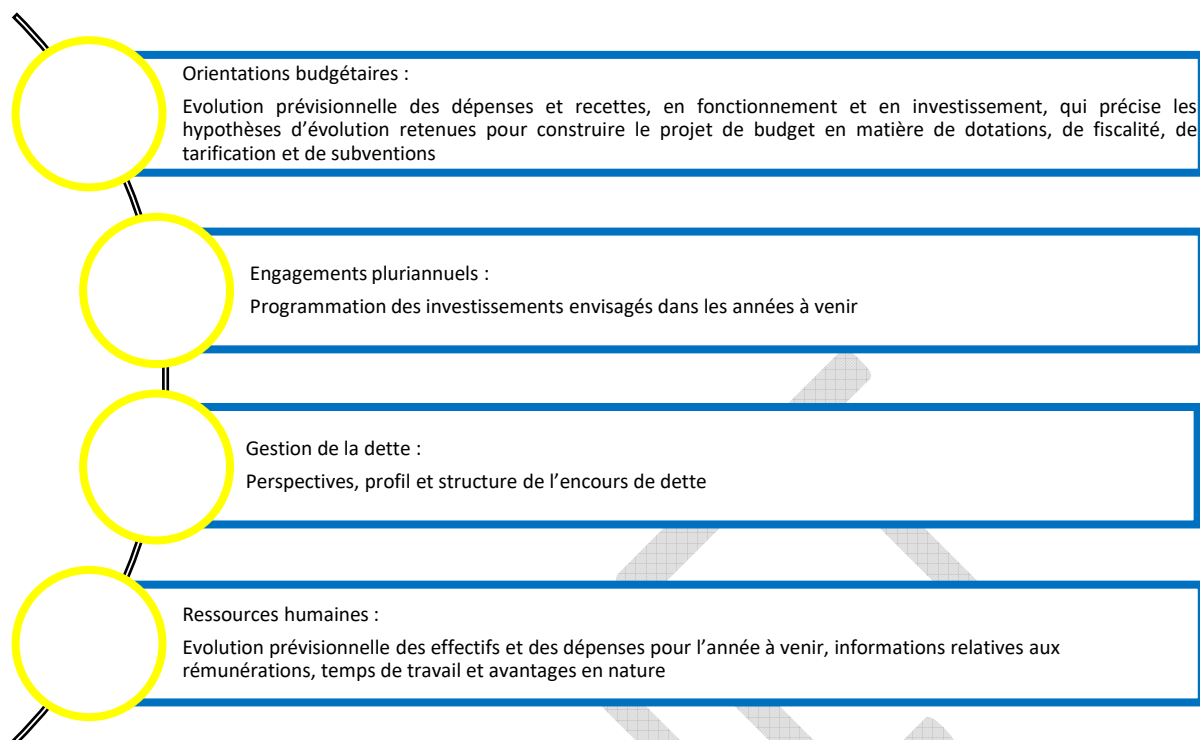 Orientations budgétaires :
Evolution prévisionnelle des dépenses et recettes, en fonctionnement et en investissement, qui précise les
hypothèses d’évolution retenues pour construire le projet de budget en matière de dotations, de fiscalité, de
tarification et de subventions
Engagements pluriannuels :
Programmation des investissements envisagés dans les années à venir
Gestion de la dette :
Perspectives, profil et structure de l’encours de dette
Ressources humaines :
Evolution prévisionnelle des effectifs et des dépenses pour l’année à venir, informations relatives aux
rémunérations, temps de travail et avantages en nature